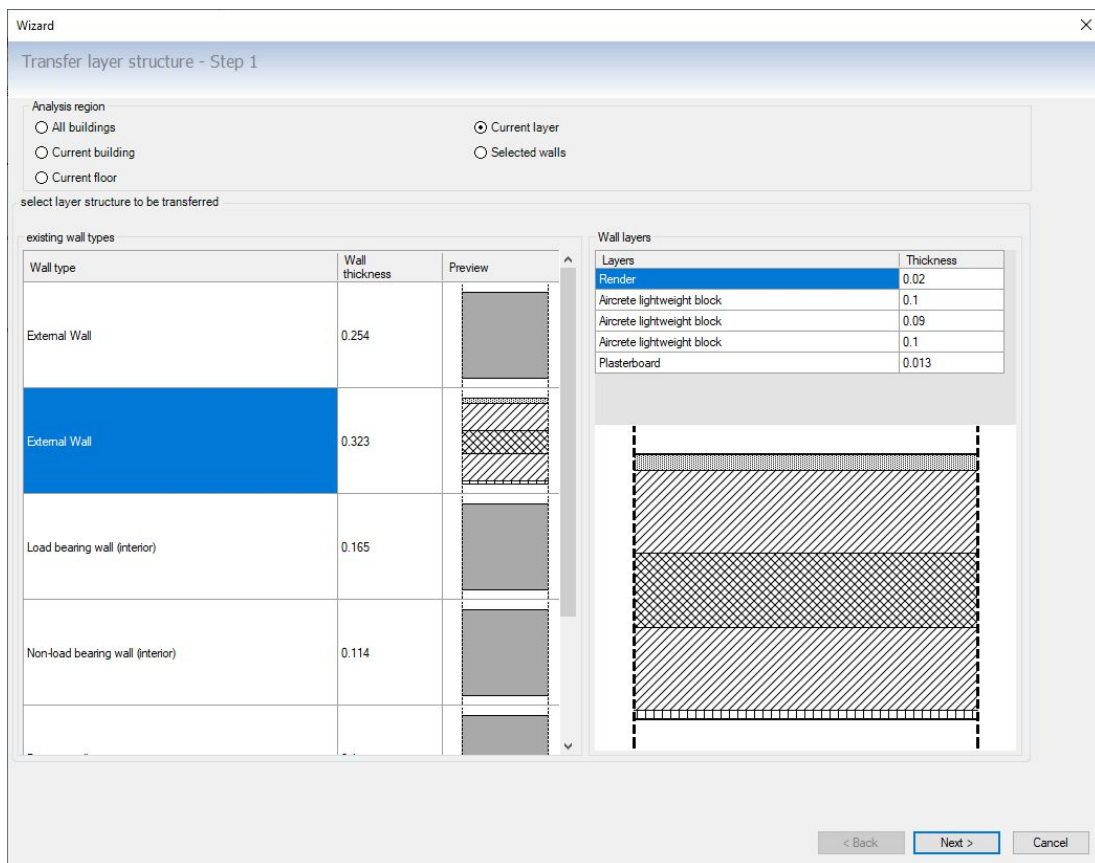 Wizard
Transfer layer structure - Step 1
Analysis region
All buildings
Current layer
Current building
Selected walls
Current floor
select layer structure to be transferred
existing wall types
Wall type
Wall thickness
Preview
External Wall
0.254
External Wall
0.323
Load bearing wall (interior)
0.165
Non-load bearing wall (interior)
0.114
Wall layers
Layers
Thickness
Render
0.02
Aircrete lightweight block
0.1
Aircrete lightweight block
0.09
Aircrete lightweight block
0.1
Plasterboard
0.013
< Back
Next >
Cancel